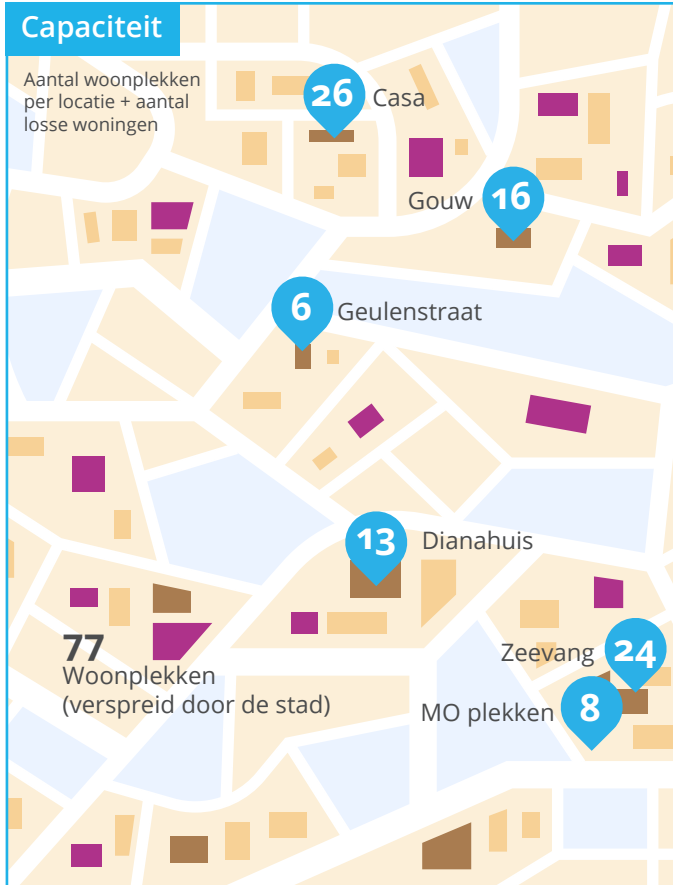 Capaciteit
Aantal woonplekken
per locatie + aantal
losse woningen
26 Casa
Gouw 16
6 Geulenstraat
13 Dianahuis
77
Woonplekken
(verspreid door de stad)
Zeevang 24
MO plekken 8